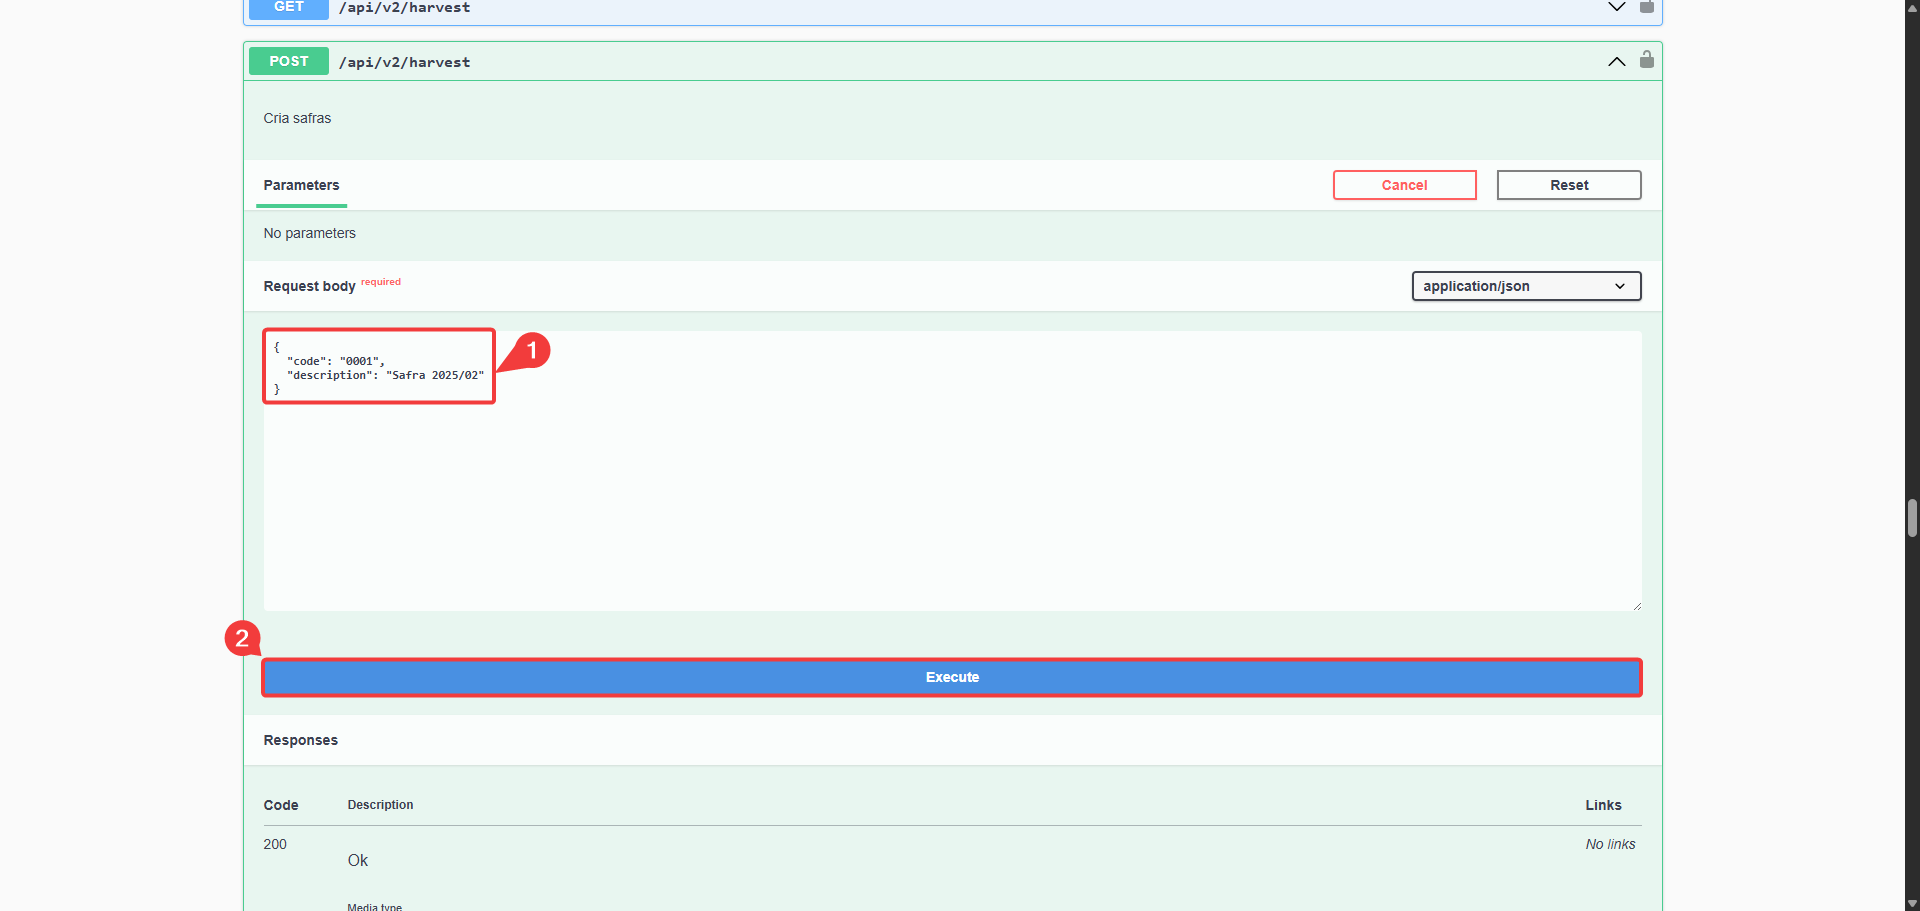 GET /api/v2/harvest
POST /api/v2/harvest
Cria safras
Parameters
Cancel
Reset
No parameters
Request body required
application/json
{
"code": "0001",
"description": "Safra 2025/02"
}
1
2
Execute
Responses
Code Description Links
200 No links
Ok
Media type